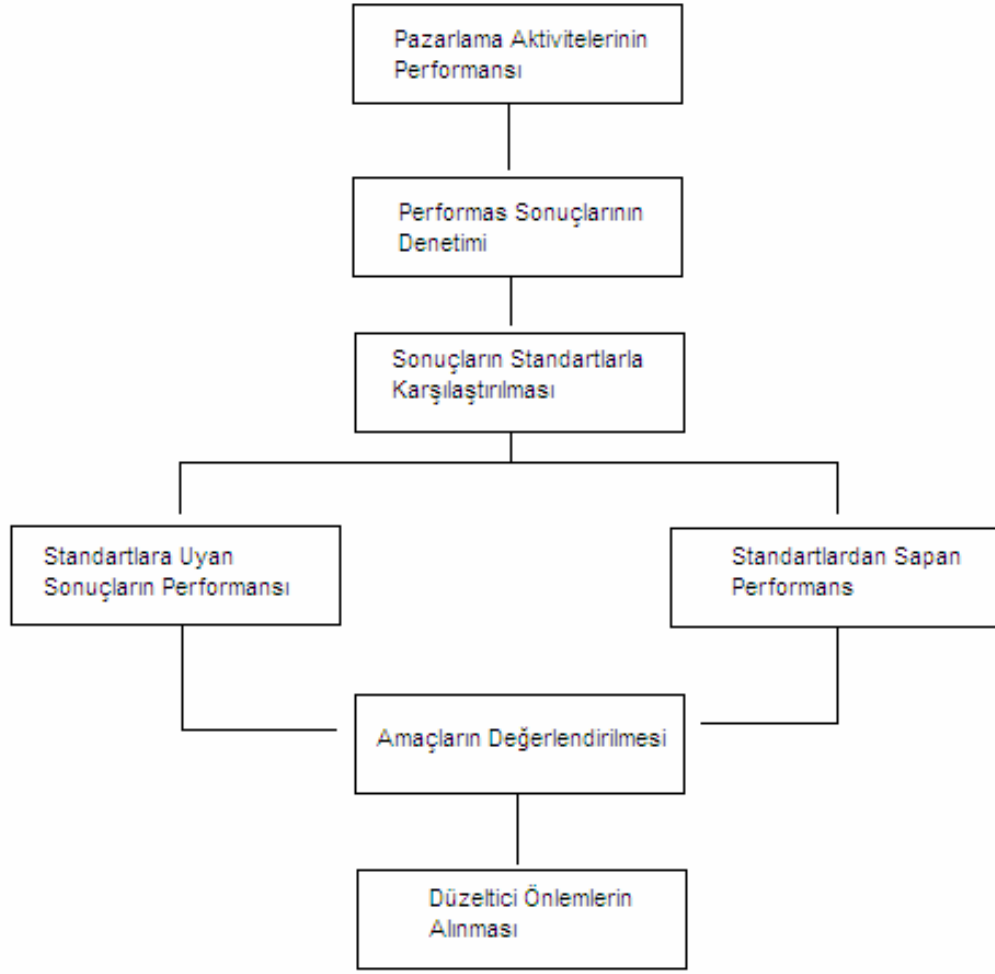 Pazarlama Aktivitelerinin
Performansı
Performas Sonuçlarının
Denetimi
Sonuçların Standartlarla
Karşılaştırılması
Standartlara Uyan
Sonuçların Performansı
Standartlardan Sapan
Performans
Amaçların Değerlendirilmesi
Düzeltici Önlemlerin
Alınması